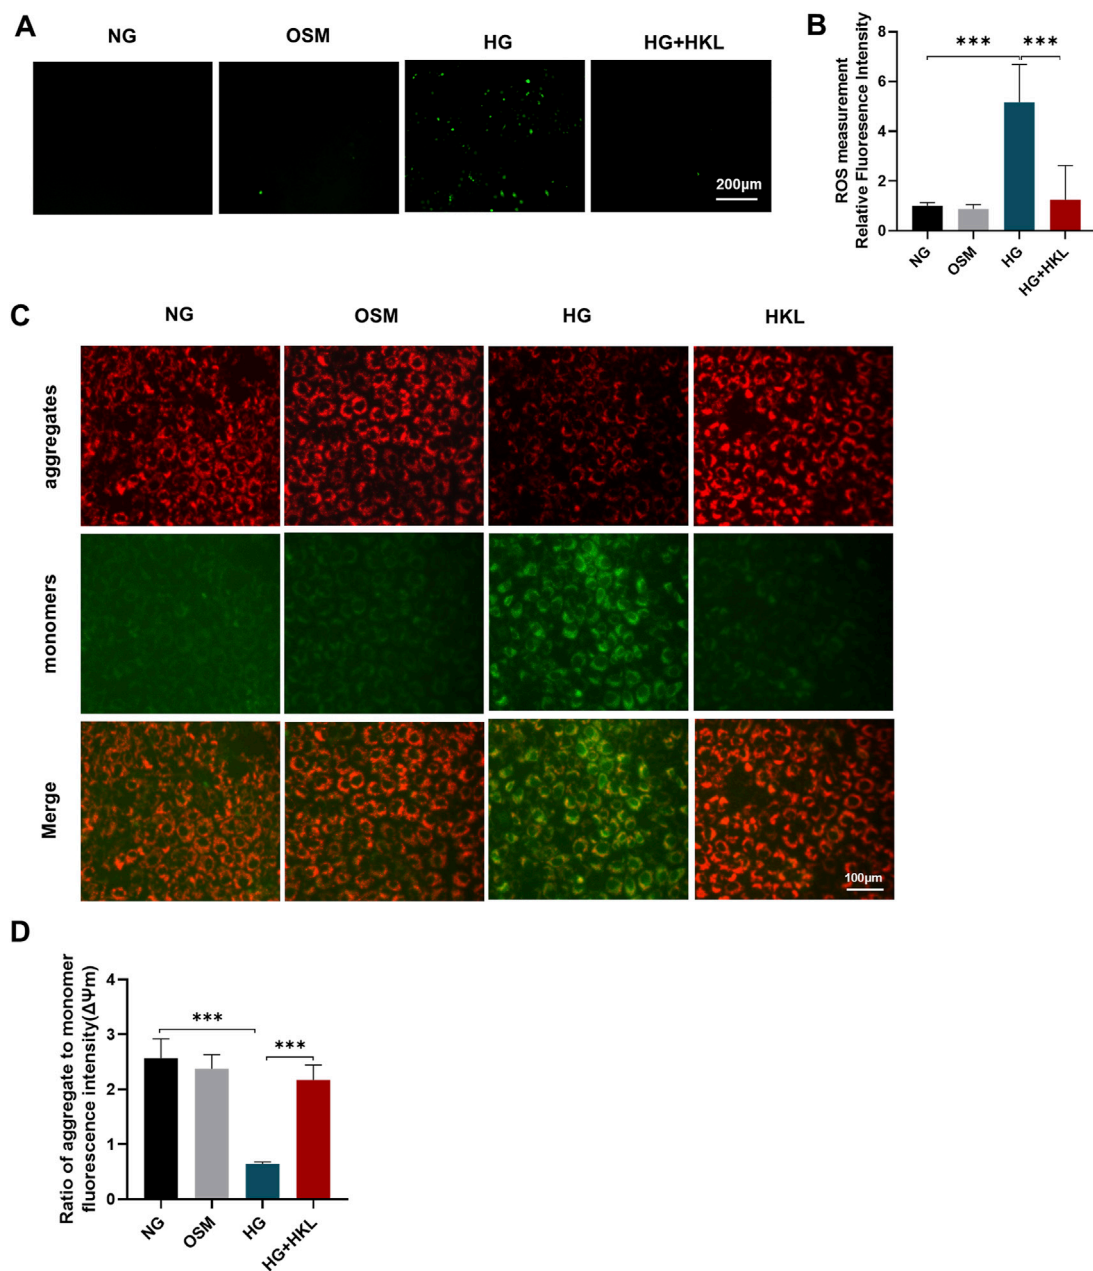 A
NG
OSM
HG
HG+HKL
200μm
B
ROS measurement
Relative Fluoresence Intensity
8
6
4
2
0
***
***
NG
OSM
HG
HG+HKL
C
NG
OSM
HG
HKL
aggregates
monomers
Merge
100μm
D
Ratio of aggregate to monomer
fluorescence intensity(ΔΨm)
4
3
2
1
0
***
***
NG
OSM
HG
HG+HKL